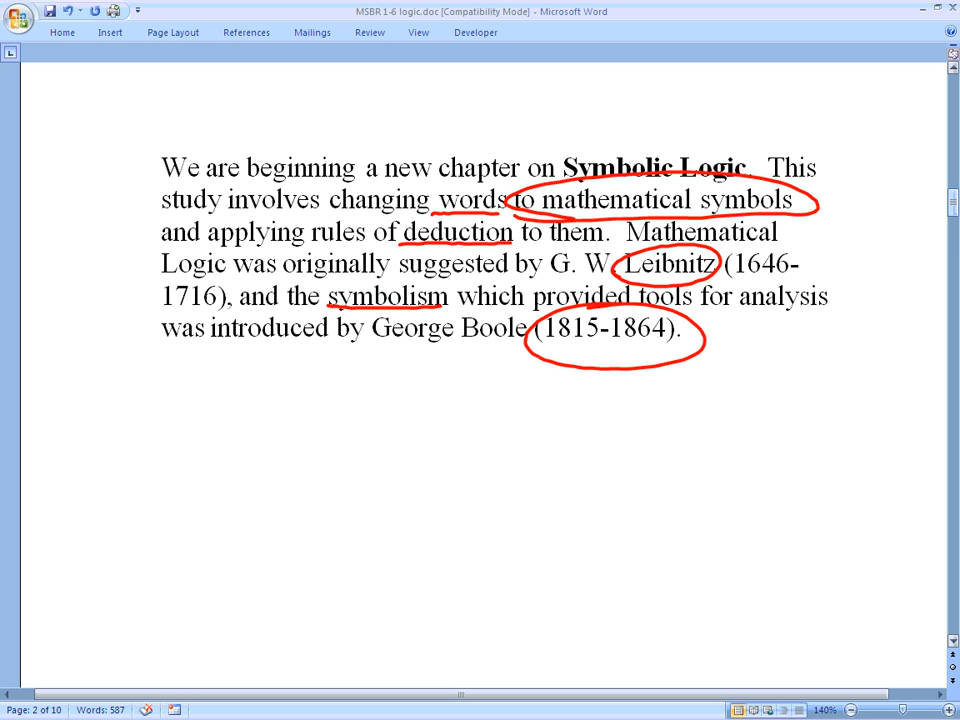 MSBR 1-6 logic.doc [Compatibility Mode] - Microsoft Word
Home Insert Page Layout References Mailings Review View Developer
We are beginning a new chapter on Symbolic Logic. This
study involves changing words to mathematical symbols
and applying rules of deduction to them. Mathematical
Logic was originally suggested by G. W. Leibnitz (1646-
1716), and the symbolism which provided tools for analysis
was introduced by George Boole (1815-1864).
Page: 2 of 10 Words: 587 140%